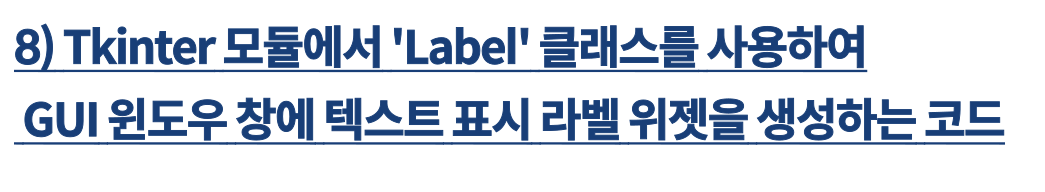 8) Tkinter 모듈에서 'Label' 클래스를 사용하여
GUI 윈도우 창에 텍스트 표시 라벨 위젯을 생성하는 코드